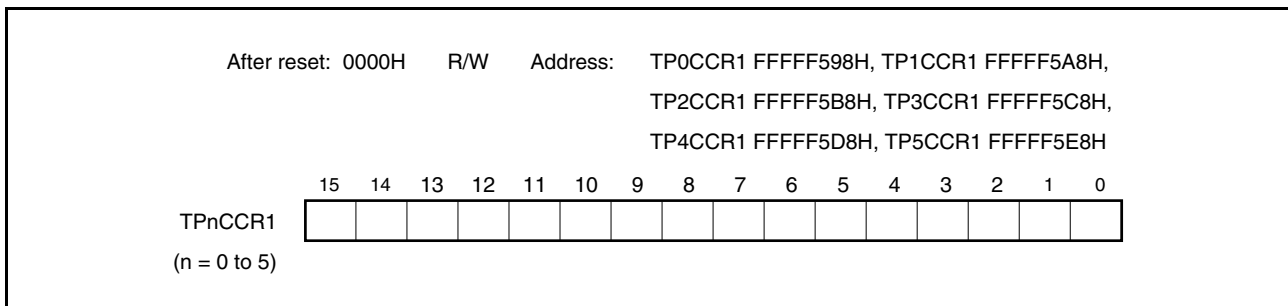 After reset: 0000H R/W Address: TP0CCR1 FFFFF598H, TP1CCR1 FFFFF5A8H,
TP2CCR1 FFFFF5B8H, TP3CCR1 FFFFF5C8H,
TP4CCR1 FFFFF5D8H, TP5CCR1 FFFFF5E8H
15 14 13 12 11 10 9 8 7 6 5 4 3 2 1 0
TPnCCR1
(n = 0 to 5)